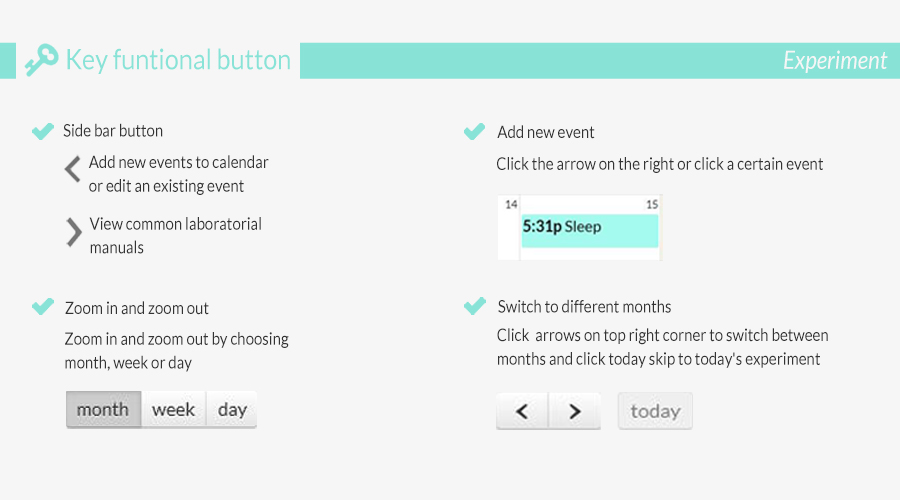 Key funtional button
Experiment
Side bar button
Add new events to calendar
or edit an existing event
View common laboratorial
manuals
Zoom in and zoom out
Zoom in and zoom out by choosing
month, week or day
month week day
Add new event
Click the arrow on the right or click a certain event
14 15
5:31p Sleep
Switch to different months
Click arrows on top right corner to switch between
months and click today skip to today's experiment
< > today